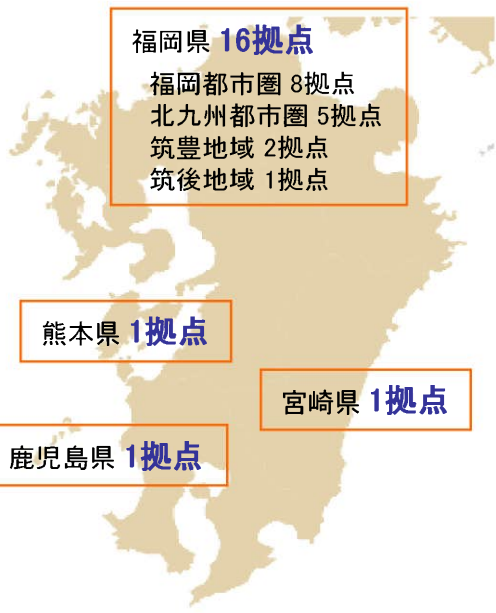 福岡県 16拠点
福岡都市圏 8拠点
北九州都市圏 5拠点
筑豊地域 2拠点
筑後地域 1拠点
熊本県 1拠点
宮崎県 1拠点
鹿児島県 1拠点